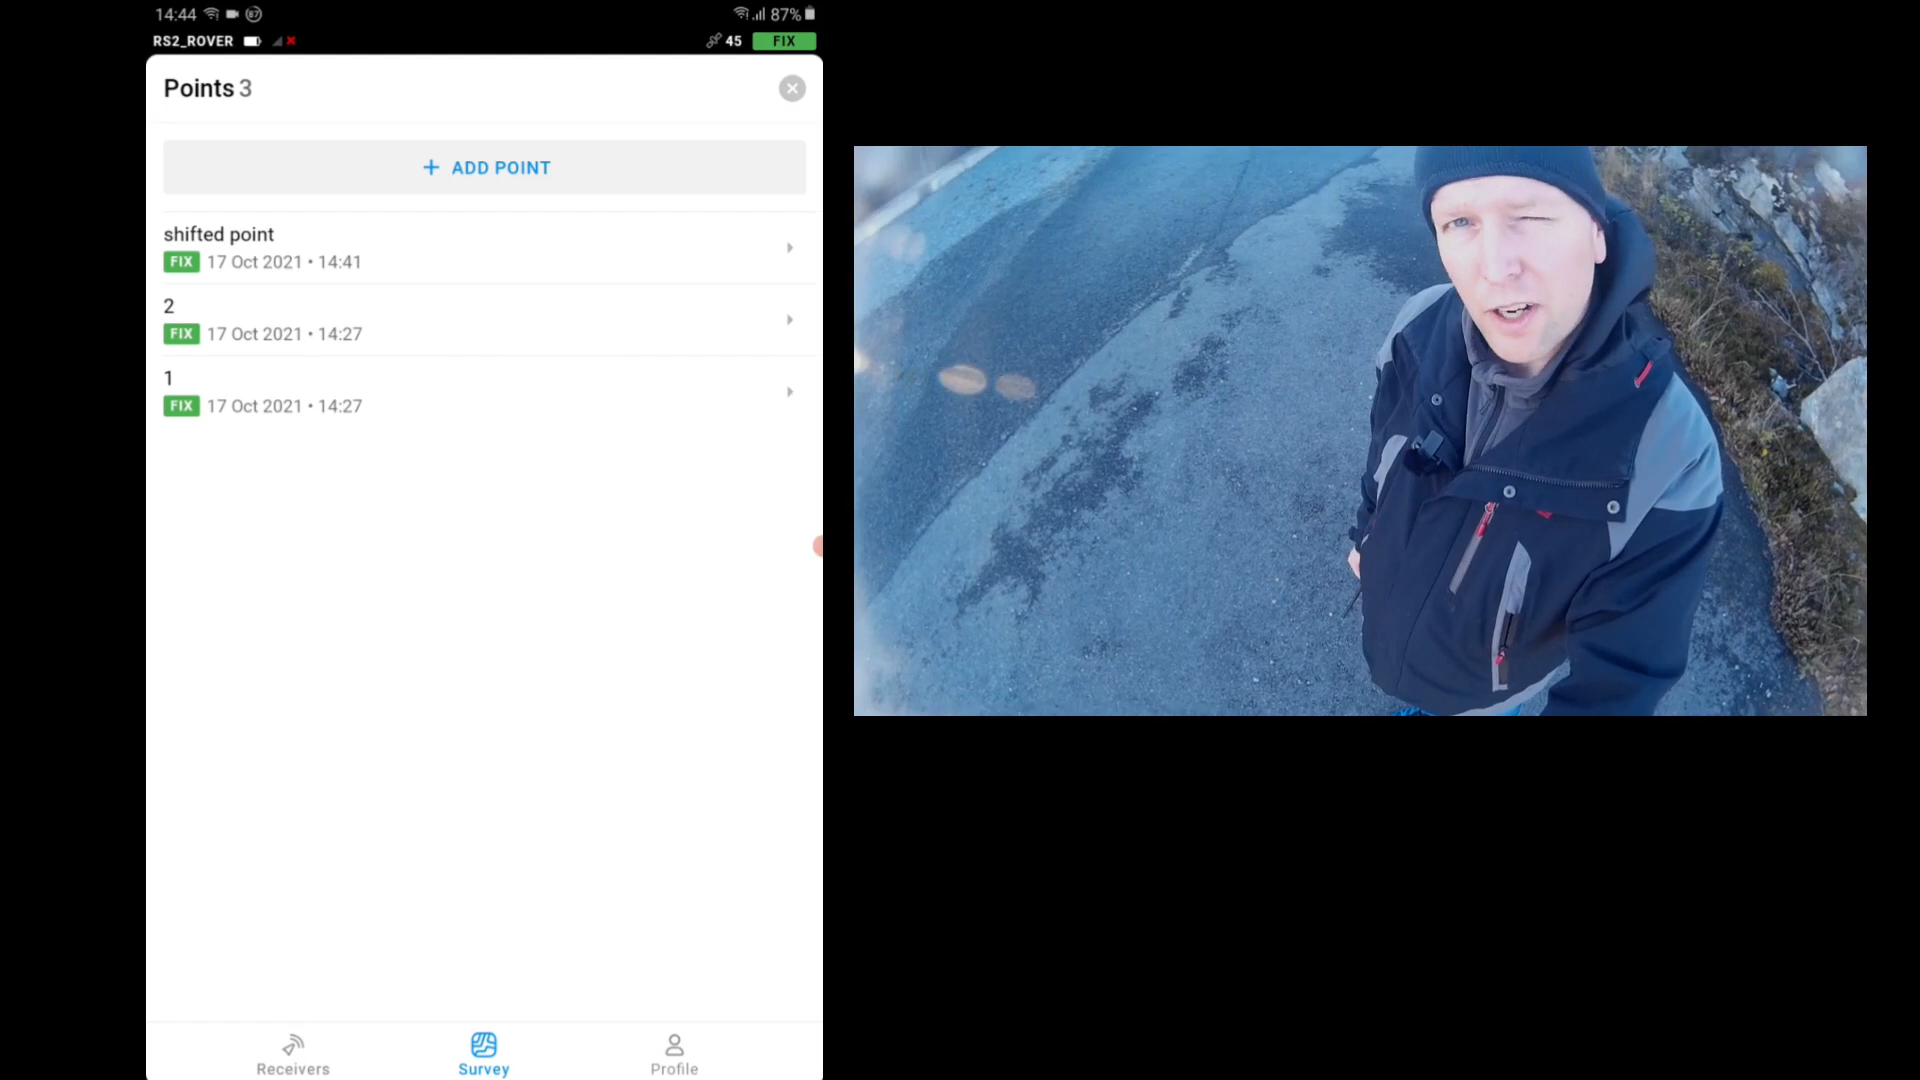 14:44 87 87%
RS2_ROVER 45 FIX
Points 3
+ ADD POINT
shifted point
FIX 17 Oct 2021 • 14:41
2
FIX 17 Oct 2021 • 14:27
1
FIX 17 Oct 2021 • 14:27
Receivers Survey Profile